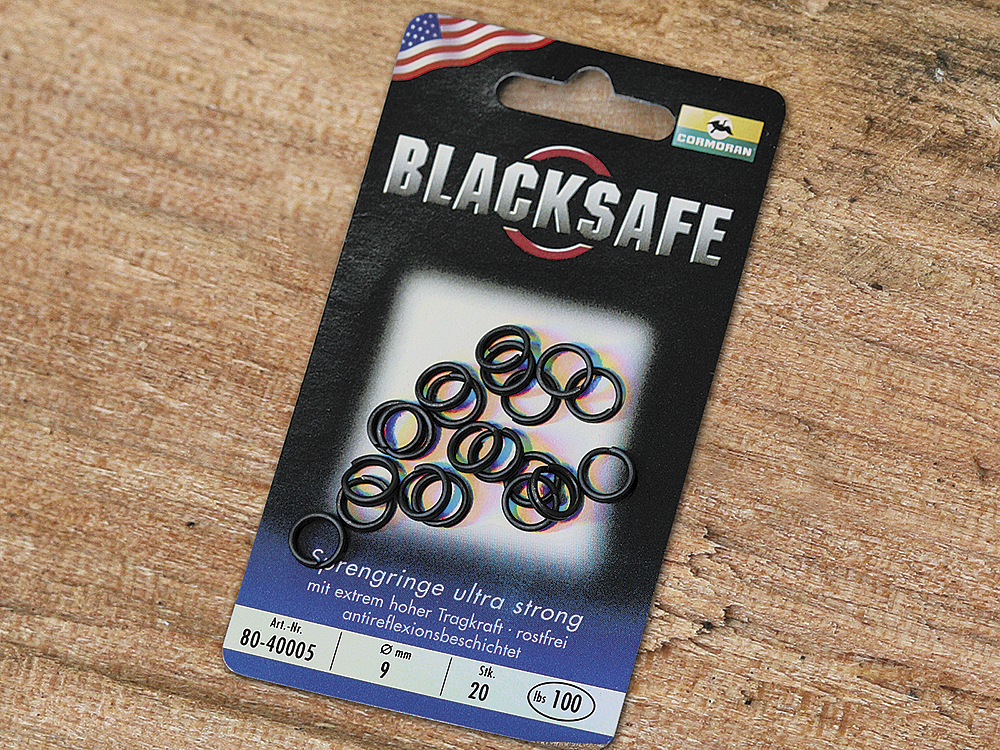 CORMORAN
BLACKSAFE
Sprengringe ultra strong
mit extrem hoher Tragkraft · rostfrei
antireflexionsbeschichtet
Art.-Nr.
80-40005
Ø mm
9
Stk.
20
lbs 100